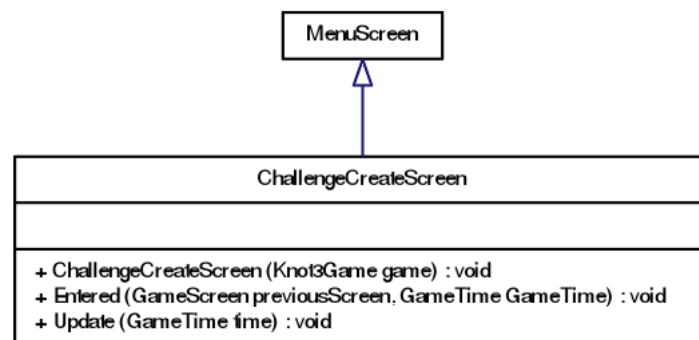 MenuScreen
ChallengeCreateScreen
+ ChallengeCreateScreen (Knot3Game game) : void
+ Entered (GameScreen previousScreen, GameTime GameTime) : void
+ Update (GameTime time) : void